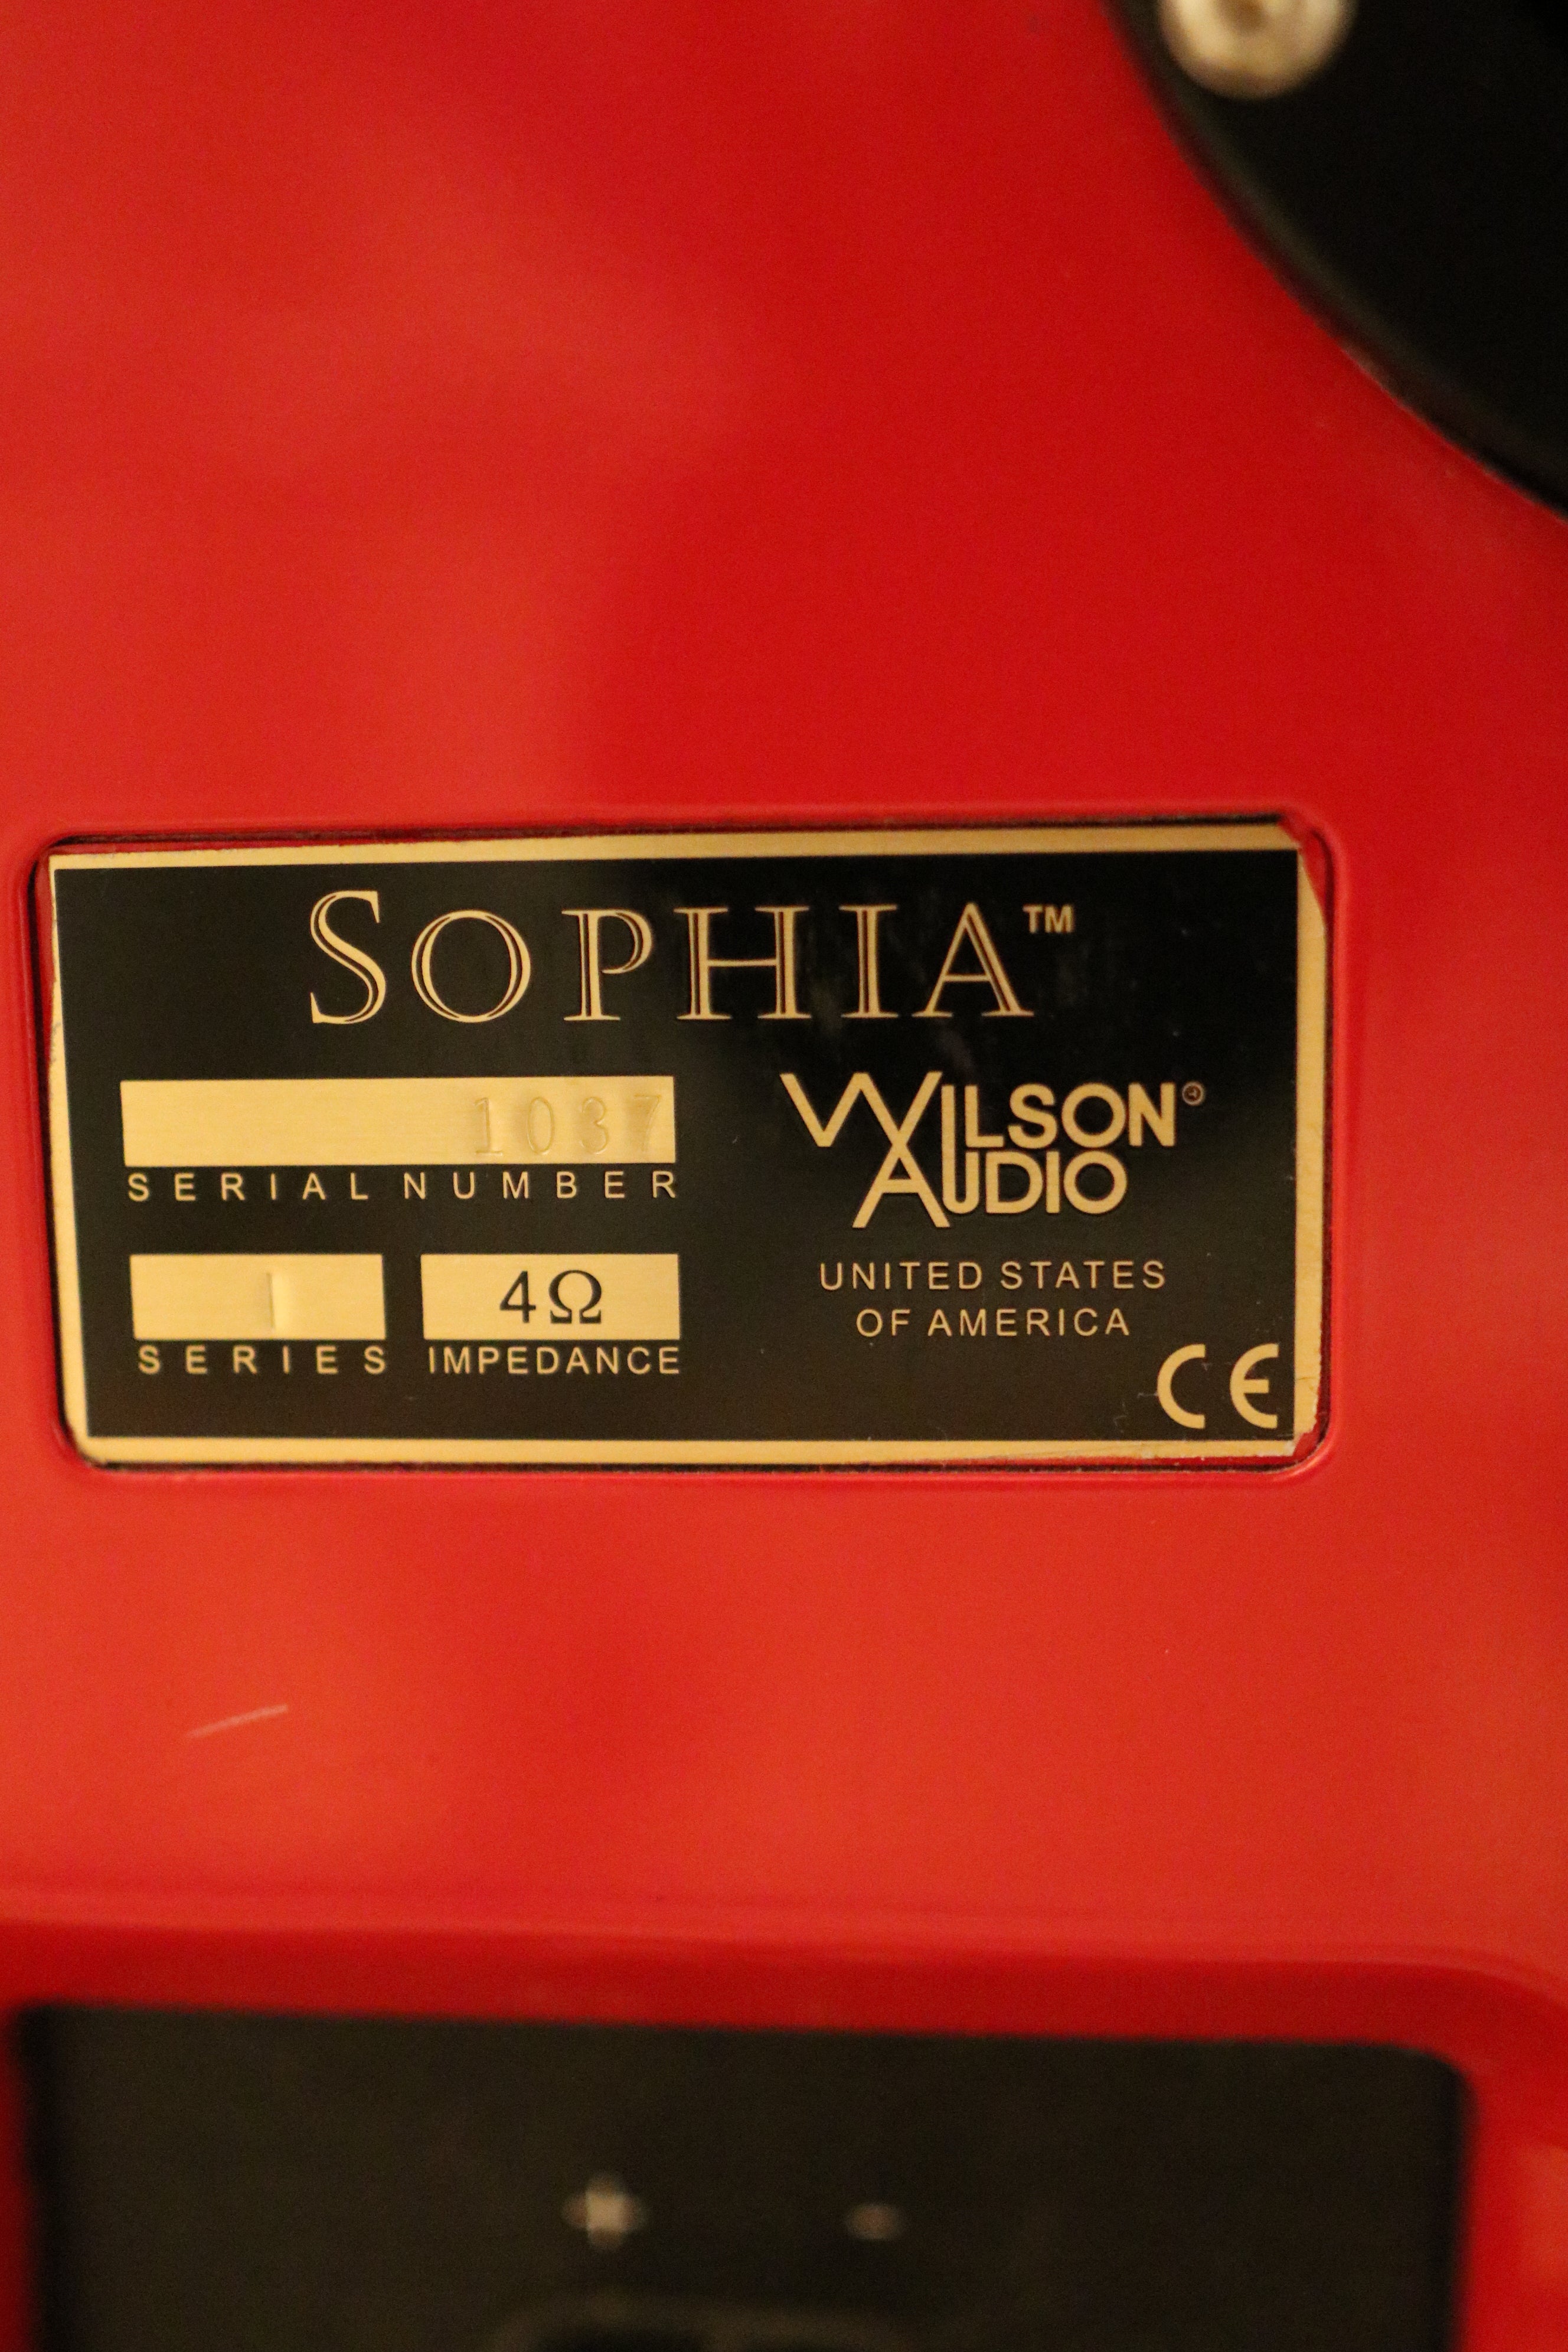 SOPHIA™
1037
SERIAL NUMBER
WILSON®
AUDIO
1
4Ω
SERIES
IMPEDANCE
UNITED STATES
OF AMERICA
CE
+ -